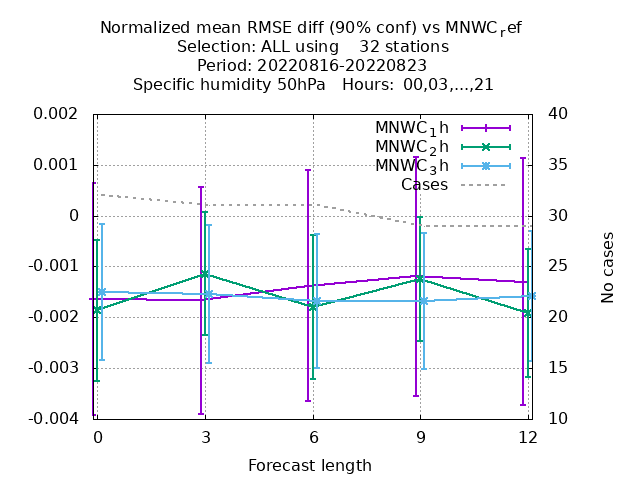 Normalized mean RMSE diff (90% conf) vs MNWC_ref
Selection: ALL using    32 stations
Period: 20220816-20220823
Specific humidity 50hPa   Hours: 00,03,...,21
0.002
0.001
0
-0.001
-0.002
-0.003
-0.004
MNWC_1h
MNWC_2h
MNWC_3h
Cases
40
35
30
25
20
15
10
No cases
0 3 6 9 12
Forecast length